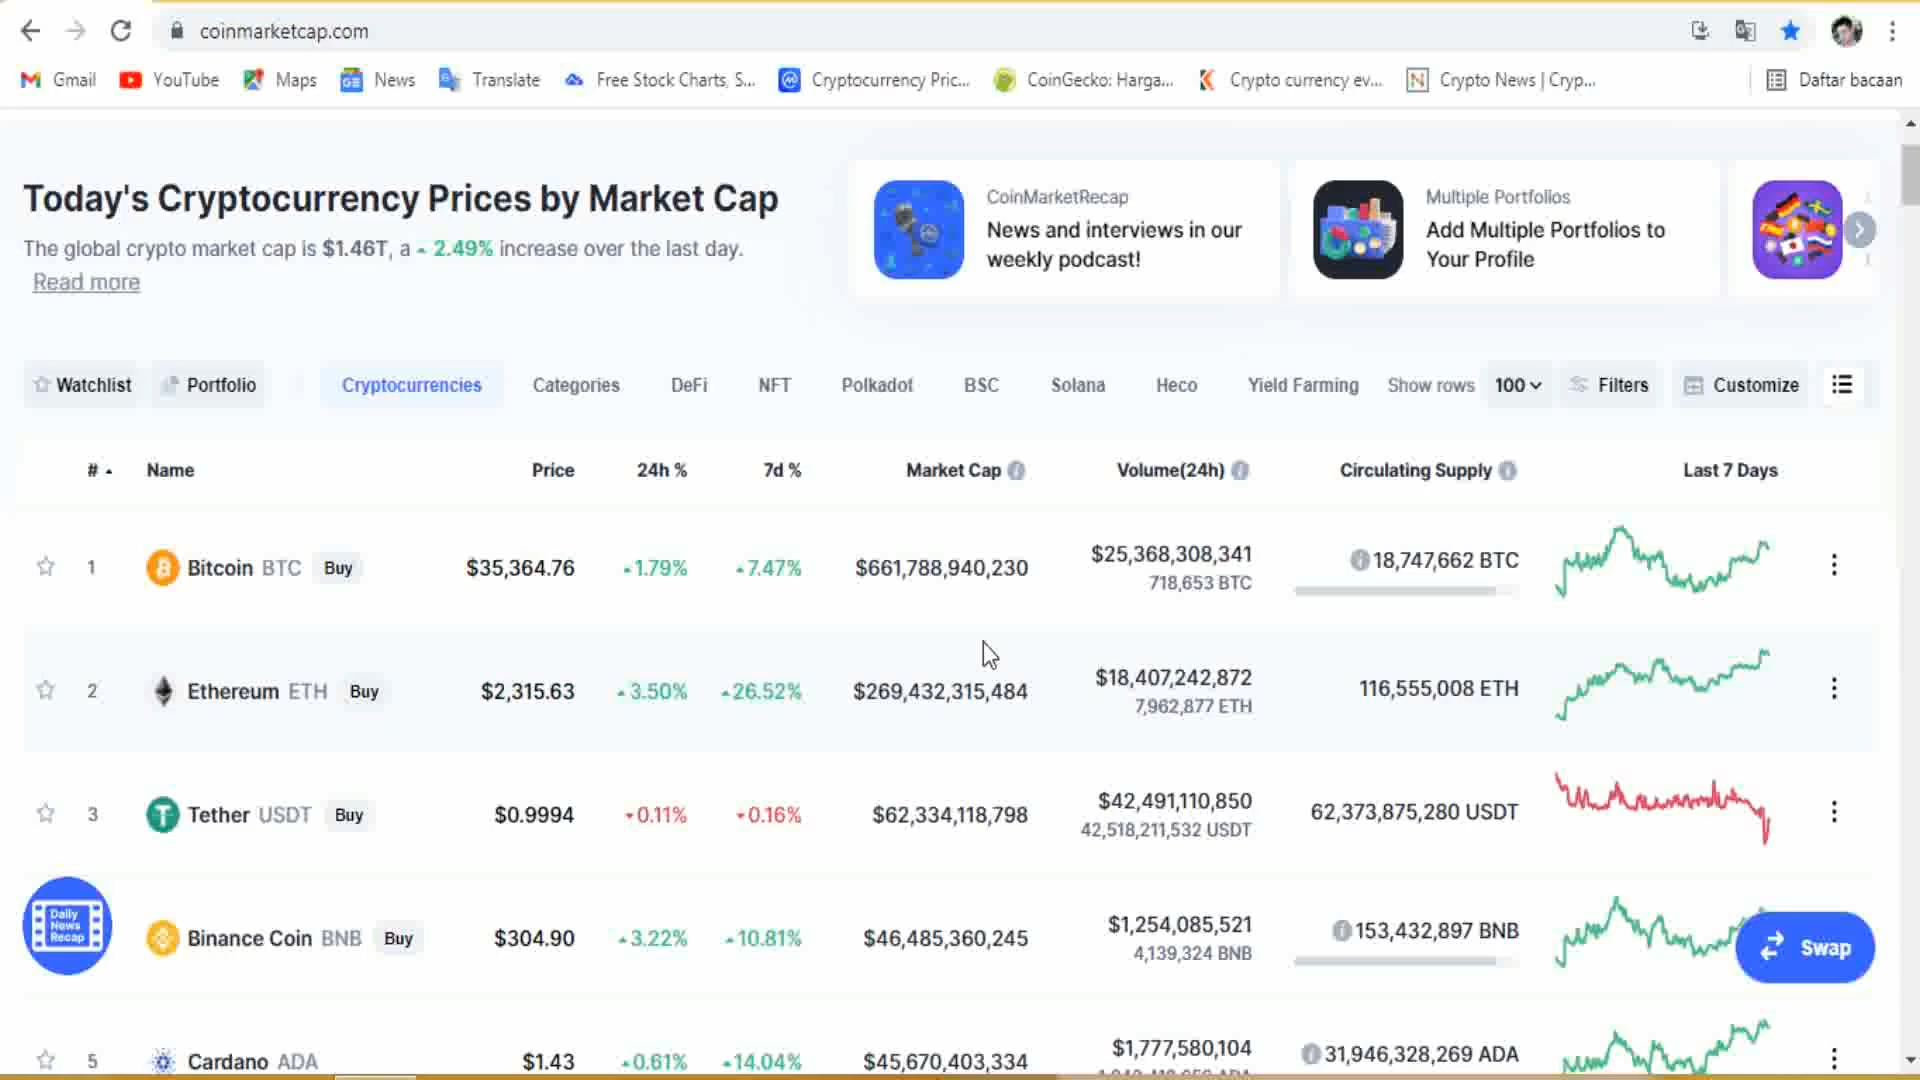 coinmarketcap.com
Gmail YouTube Maps News Translate Free Stock Charts, S... Cryptocurrency Pric... CoinGecko: Harga... Crypto currency ev... Crypto News | Cryp... Daftar bacaan
Today's Cryptocurrency Prices by Market Cap
The global crypto market cap is $1.46T, a 2.49% increase over the last day.
Read more
CoinMarketRecap
News and interviews in our
weekly podcast!
Multiple Portfolios
Add Multiple Portfolios to
Your Profile
Watchlist Portfolio Cryptocurrencies Categories DeFi NFT Polkadot BSC Solana Heco Yield Farming Show rows 100 Filters Customize
# Name Price 24h % 7d % Market Cap Volume(24h) Circulating Supply Last 7 Days
1 Bitcoin BTC Buy $35,364.76 1.79% 7.47% $661,788,940,230 $25,368,308,341 18,747,662 BTC
718,653 BTC
2 Ethereum ETH Buy $2,315.63 3.50% 26.52% $269,432,315,484 $18,407,242,872 116,555,008 ETH
7,962,877 ETH
3 Tether USDT Buy $0.9994 0.11% 0.16% $62,334,118,798 $42,491,110,850 62,373,875,280 USDT
42,518,211,532 USDT
Daily
News
Recap
Binance Coin BNB Buy $304.90 3.22% 10.81% $46,485,360,245 $1,254,085,521 153,432,897 BNB
4,139,324 BNB
Swap
5 Cardano ADA $1.43 0.61% 14.04% $45,670,403,334 $1,777,580,104 31,946,328,269 ADA